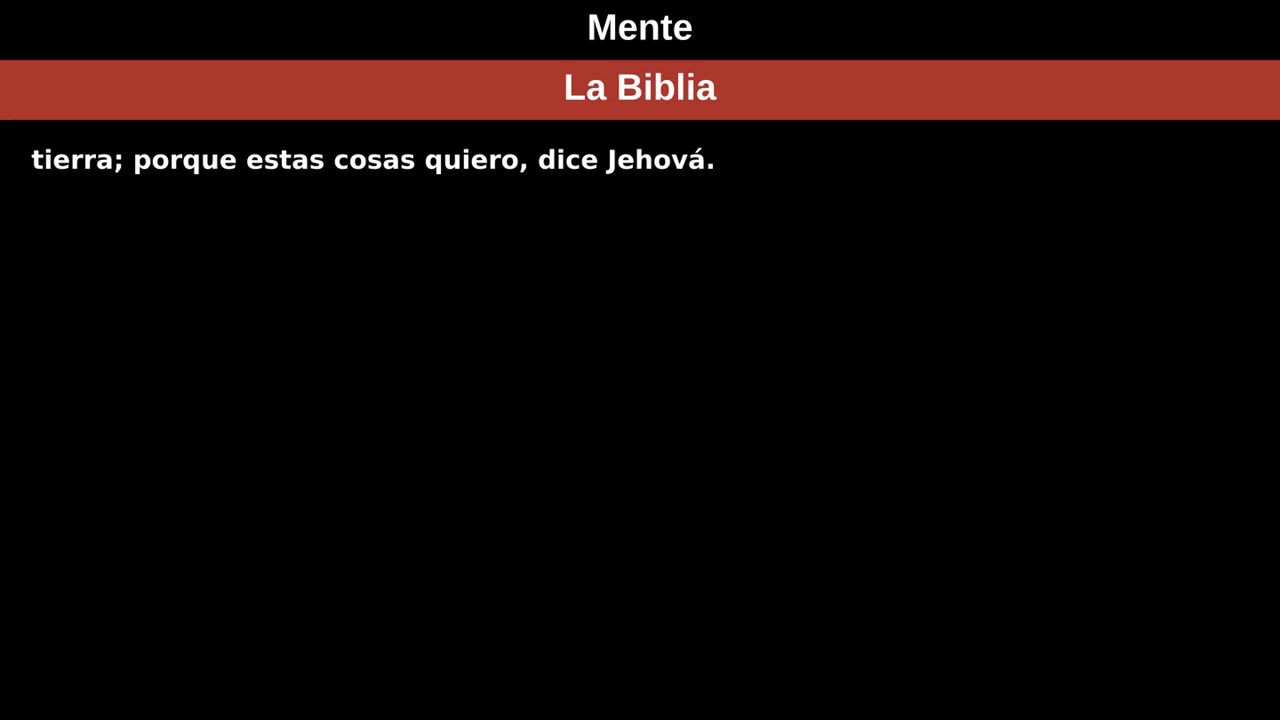 Mente
La Biblia
tierra; porque estas cosas quiero, dice Jehová.